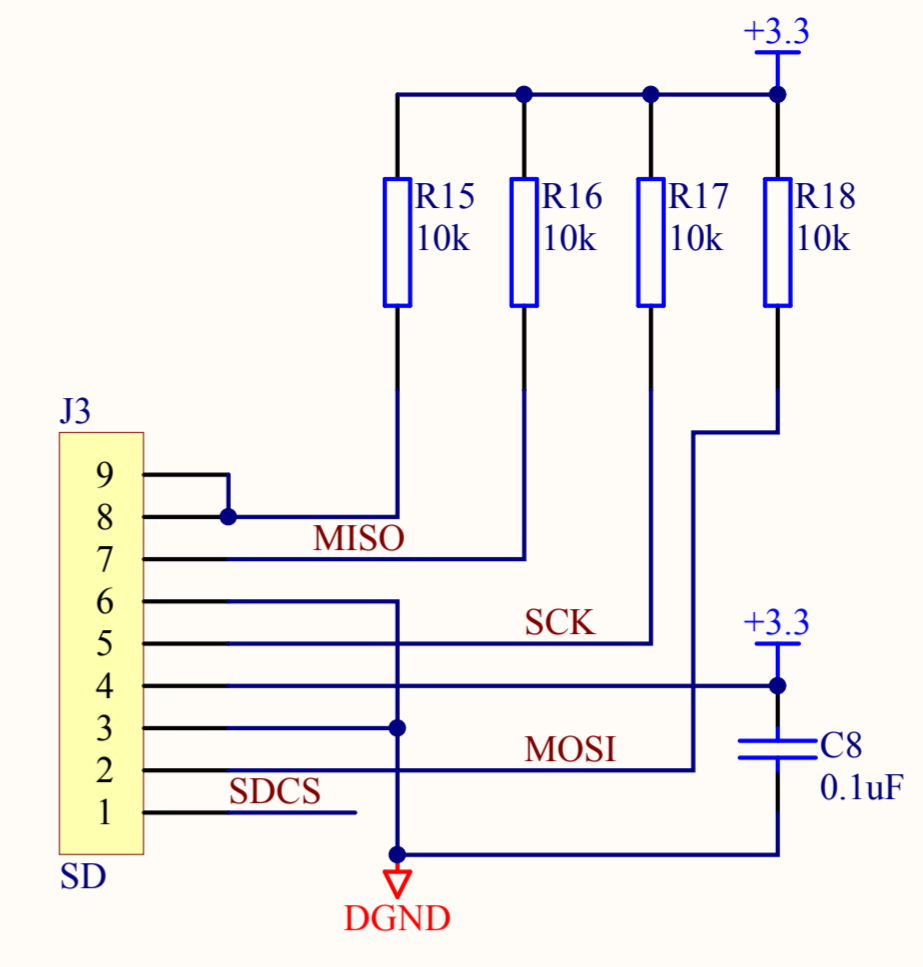 +3.3
R15
10k
R16
10k
R17
10k
R18
10k
J3
9
8
MISO
7
6
SCK
5
+3.3
4
3
MOSI
C8
0.1uF
2
SDCS
1
SD
DGND